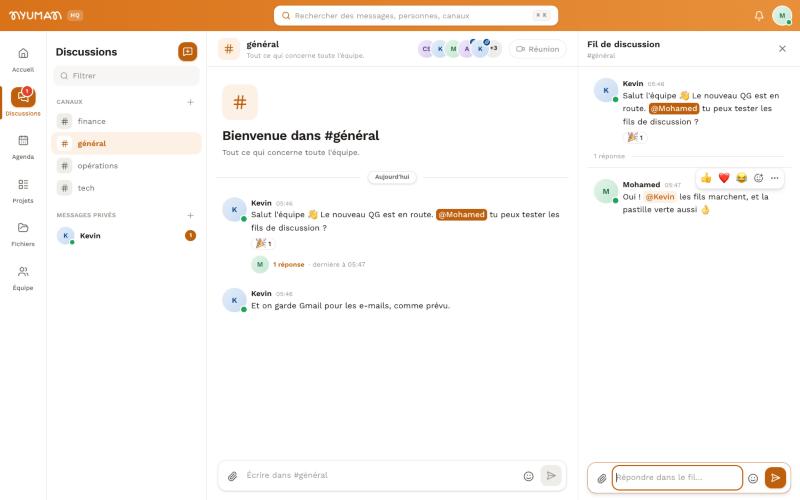 NYUMAŊ HQ
Rechercher des messages, personnes, canaux
⌘ K
M
Accueil
1
Discussions
Agenda
Projets
Fichiers
Équipe
Discussions
Filtrer
CANAUX
# finance
# général
# opérations
# tech
MESSAGES PRIVÉS
K Kevin 1
# général
Tout ce qui concerne toute l'équipe.
K M A K +3
Réunion
#
Bienvenue dans #général
Tout ce qui concerne toute l'équipe.
Aujourd'hui
K Kevin 05:46
Salut l'équipe 👋 Le nouveau QG est en route. @Mohamed tu peux tester les
fils de discussion ?
🎉 1
M 1 réponse · dernière à 05:47
K Kevin 05:46
Et on garde Gmail pour les e-mails, comme prévu.
Écrire dans #général
Fil de discussion
#général
K Kevin 05:46
Salut l'équipe 👋 Le nouveau QG est en
route. @Mohamed tu peux tester les
fils de discussion ?
🎉 1
1 réponse
M Mohamed 05:47
Oui ! @Kevin les fils marchent, et la
pastille verte aussi 👌
Répondre dans le fil…